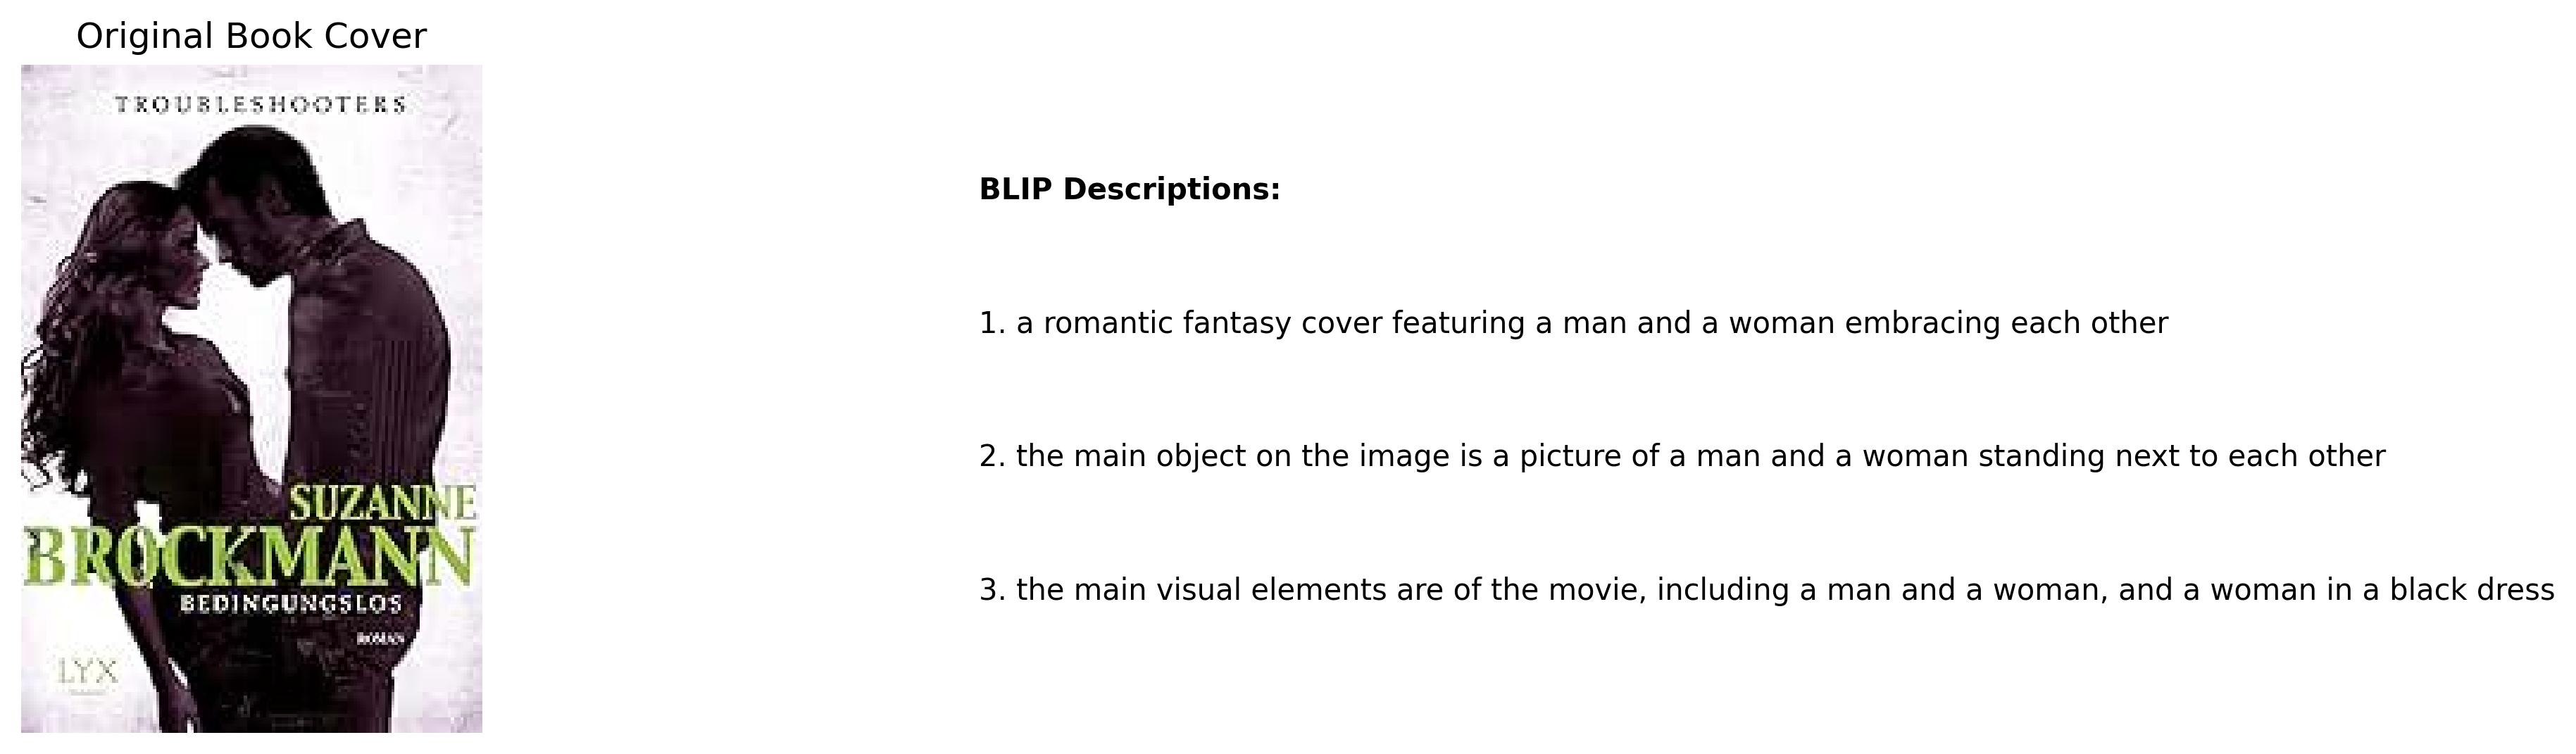 Original Book Cover
TROUBLESHOOTERS
SUZANNE
BROCKMANN
BEDINGUNGSLOS
ROMAN
LYX
BLIP Descriptions:
1. a romantic fantasy cover featuring a man and a woman embracing each other
2. the main object on the image is a picture of a man and a woman standing next to each other
3. the main visual elements are of the movie, including a man and a woman, and a woman in a black dress